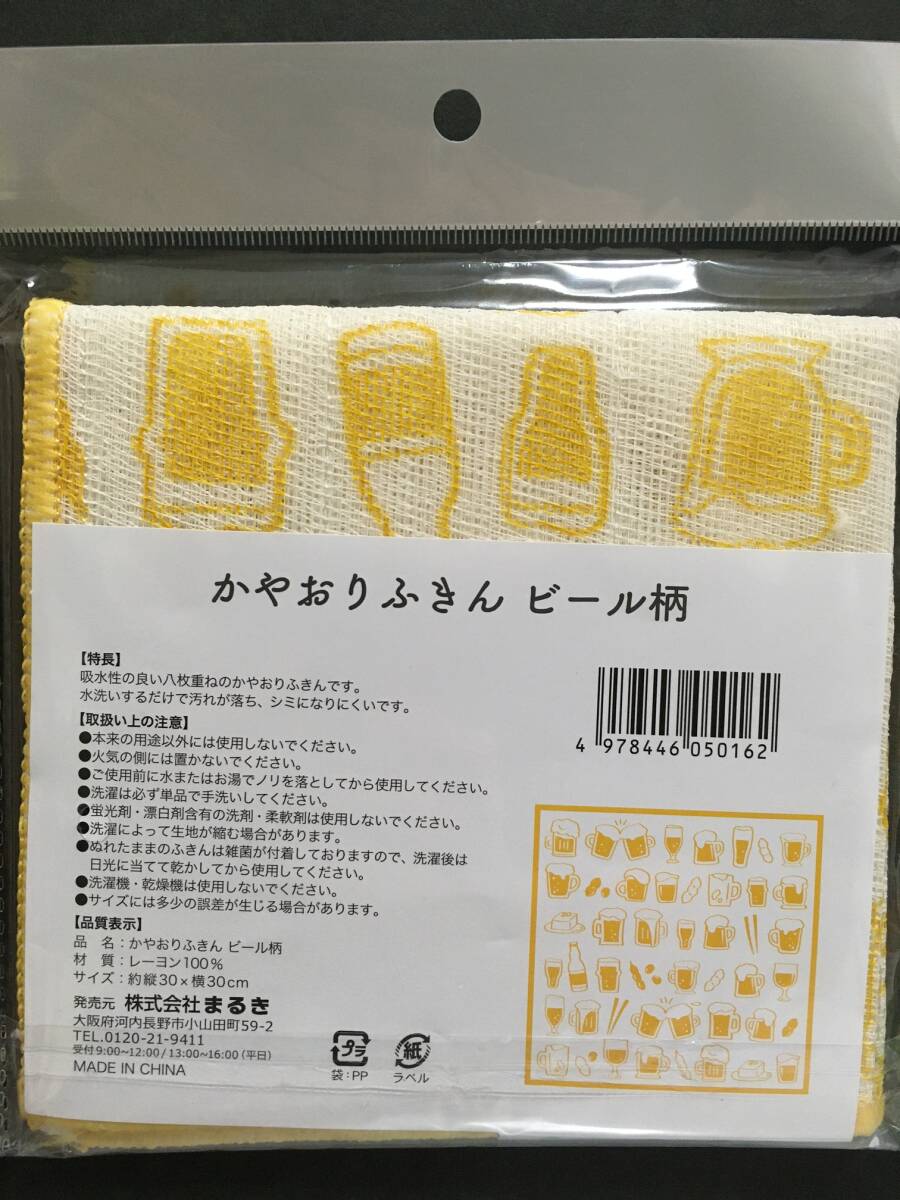 かやおりふきん ビール柄
【特長】
吸水性の良い八枚重ねのかやおりふきんです。
水洗いするだけで汚れが落ち、シミになりにくいです。
【取扱い上の注意】
●本来の用途以外には使用しないでください。
●火気の側には置かないでください。
●ご使用前に水またはお湯でノリを落としてから使用してください。
●洗濯は必ず単品で手洗いしてください。
●蛍光剤・漂白剤含有の洗剤・柔軟剤は使用しないでください。
●洗濯によって生地が縮む場合があります。
●ぬれたままのふきんは雑菌が付着しておりますので、洗濯後は
日光に当てて乾かしてから使用してください。
●洗濯機・乾燥機は使用しないでください。
●サイズには多少の誤差が生じる場合があります。
【品質表示】
品 名：かやおりふきん ビール柄
材 質：レーヨン100%
サイズ：約縦30×横30cm
発売元 株式会社まるき
大阪府河内長野市小山田町59-2
TEL.0120-21-9411
受付9:00~12:00/13:00~16:00（平日）
MADE IN CHINA
プラ
袋：PP
紙
ラベル
4 978446 050162